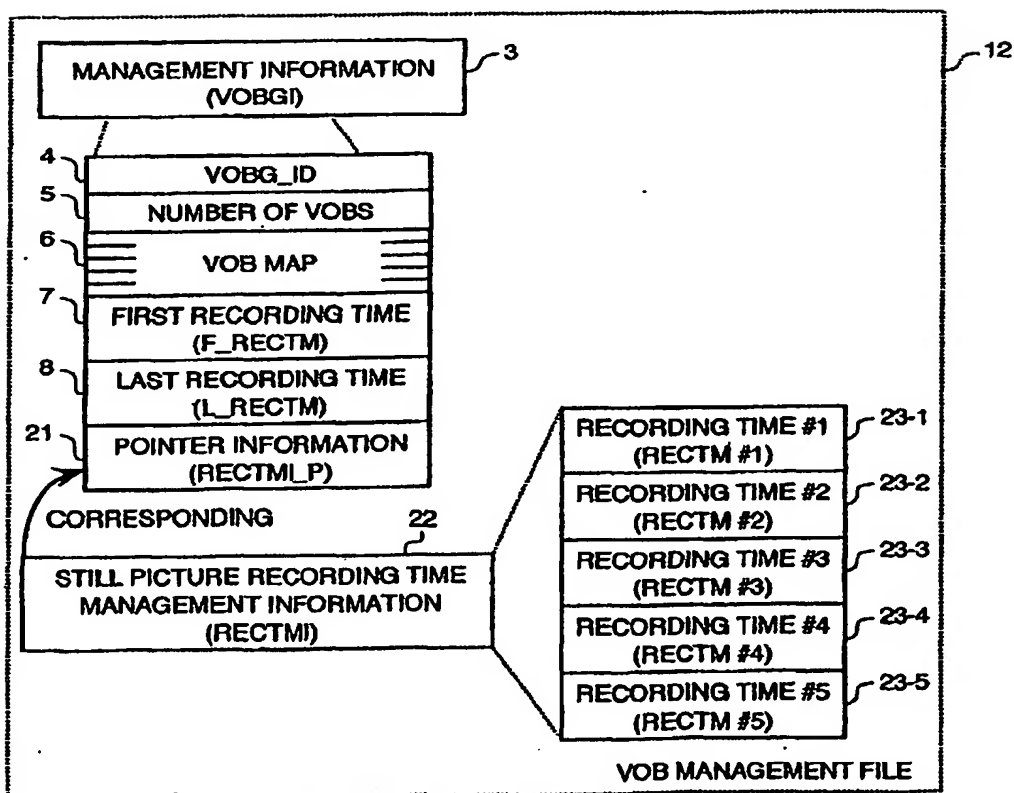 MANAGEMENT INFORMATION
(VOBGI)
3
12
4
VOBG_ID
5
NUMBER OF VOBS
6
VOB MAP
7
FIRST RECORDING TIME
(F_RECTM)
8
LAST RECORDING TIME
(L_RECTM)
21
POINTER INFORMATION
(RECTMI_P)
CORRESPONDING
22
STILL PICTURE RECORDING TIME
MANAGEMENT INFORMATION
(RECTMI)
RECORDING TIME #1
(RECTM #1)
23-1
RECORDING TIME #2
(RECTM #2)
23-2
RECORDING TIME #3
(RECTM #3)
23-3
RECORDING TIME #4
(RECTM #4)
23-4
RECORDING TIME #5
(RECTM #5)
23-5
VOB MANAGEMENT FILE